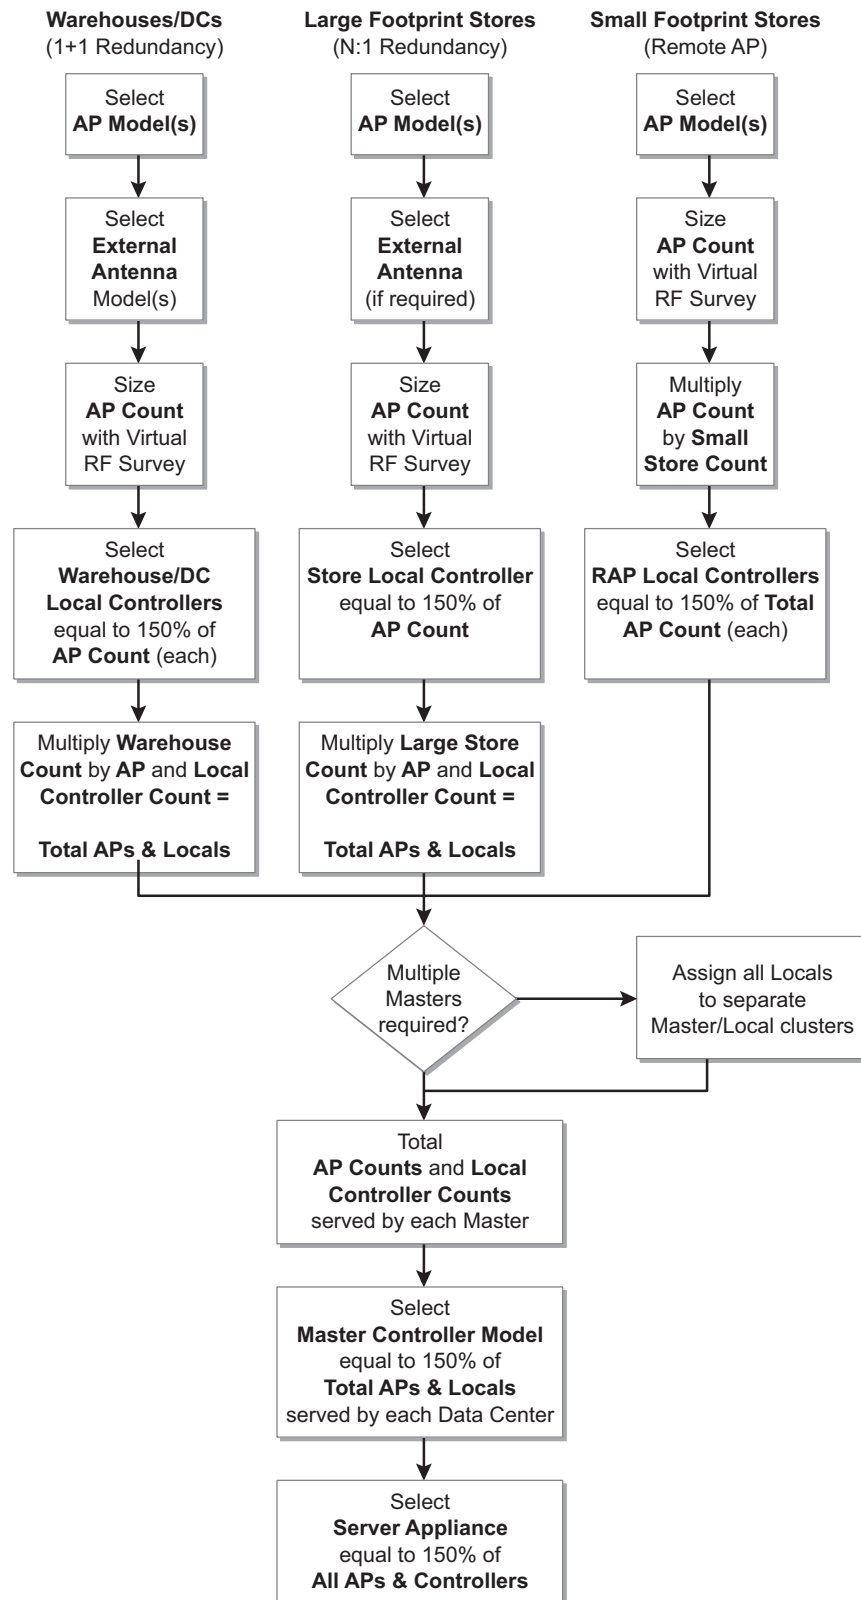 Warehouses/DCs
(1+1 Redundancy)
Select
AP Model(s)
Select
External
Antenna
Model(s)
Size
AP Count
with Virtual
RF Survey
Select
Warehouse/DC
Local Controllers
equal to 150% of
AP Count (each)
Multiply Warehouse
Count by AP and Local
Controller Count =
Total APs & Locals
Large Footprint Stores
(N:1 Redundancy)
Select
AP Model(s)
Select
External
Antenna
(if required)
Size
AP Count
with Virtual
RF Survey
Select
Store Local Controller
equal to 150% of
AP Count
Multiply Large Store
Count by AP and Local
Controller Count =
Total APs & Locals
Small Footprint Stores
(Remote AP)
Select
AP Model(s)
Size
AP Count
with Virtual
RF Survey
Multiply
AP Count
by Small
Store Count
Select
RAP Local Controllers
equal to 150% of Total
AP Count (each)
Multiple
Masters
required?
Assign all Locals
to separate
Master/Local clusters
Total
AP Counts and Local
Controller Counts
served by each Master
Select
Master Controller Model
equal to 150% of
Total APs & Locals
served by each Data Center
Select
Server Appliance
equal to 150% of
All APs & Controllers